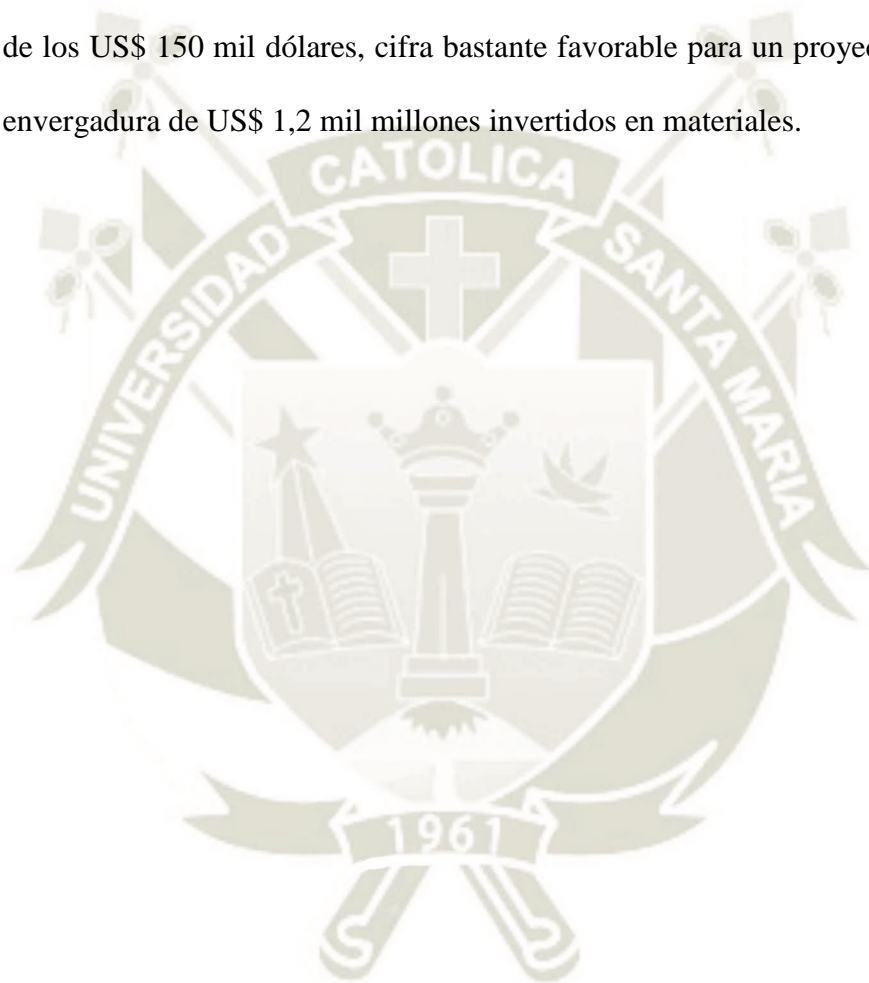 de los US$ 150 mil dólares, cifra bastante favorable para un
envergadura de US$ 1,2 mil millones invertidos en materiales.
CATOLICA
UNIVERSIDAD
SANTA MARIA
1961